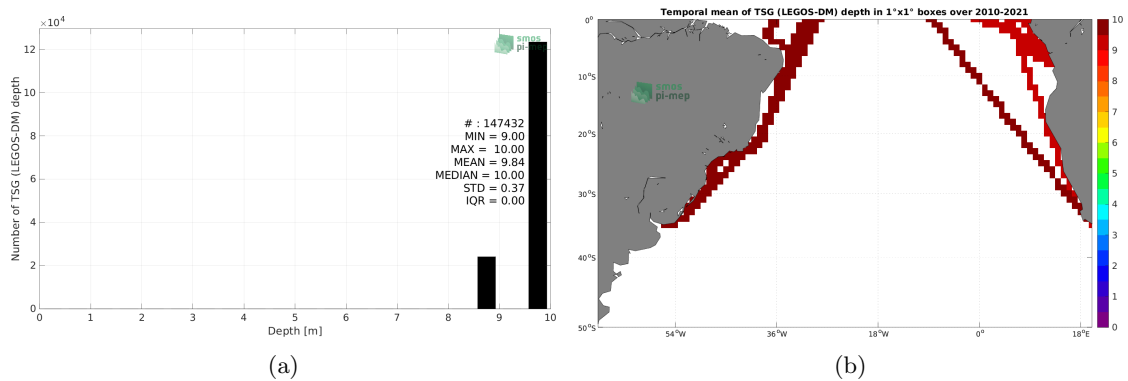 ×10⁴
12
10
8
6
4
2
0
Number of TSG (LEGOS-DM) depth
smos
pi-mep
# : 147432
MIN = 9.00
MAX = 10.00
MEAN = 9.84
MEDIAN = 10.00
STD = 0.37
IQR = 0.00
0 1 2 3 4 5 6 7 8 9 10
Depth [m]
(a)
Temporal mean of TSG (LEGOS-DM) depth in 1°x1° boxes over 2010-2021
0°
10°S
20°S
30°S
40°S
50°S
smos
pi-mep
54°W 36°W 18°W 0° 18°E
10
9
8
7
6
5
4
3
2
1
0
(b)